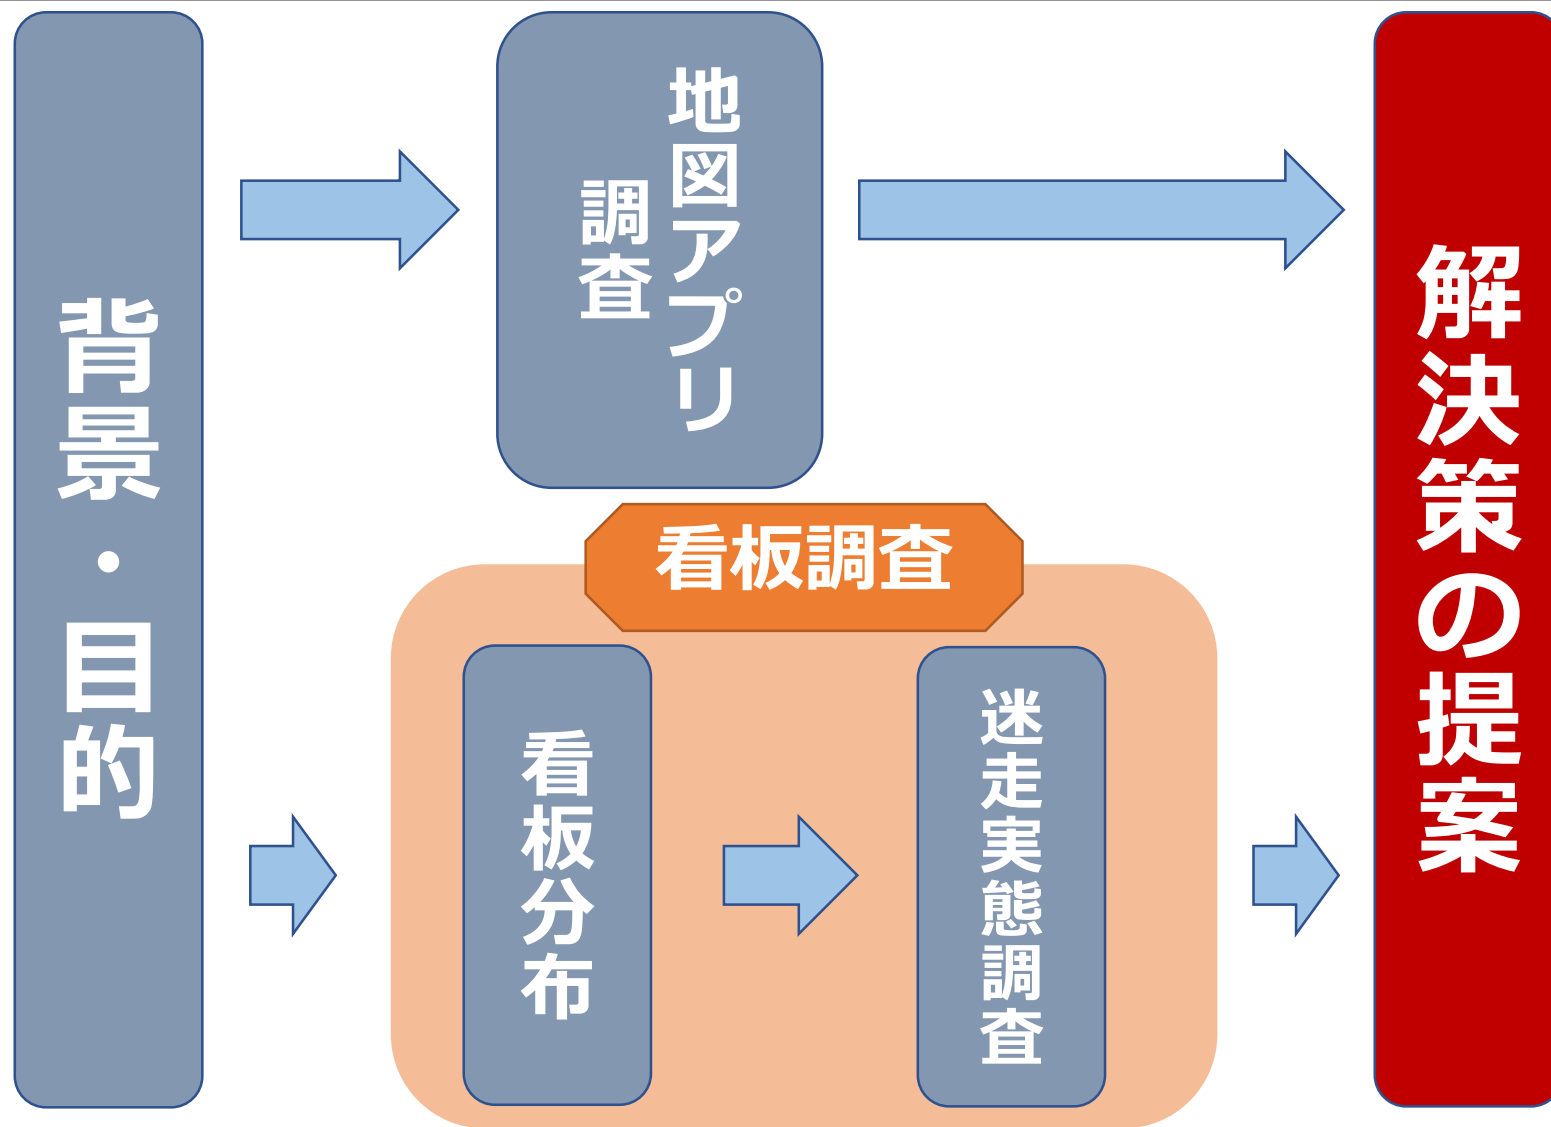 背景・目的
地図アプリ
調査
看板調査
看板分布
迷走実態調査
解決策の提案